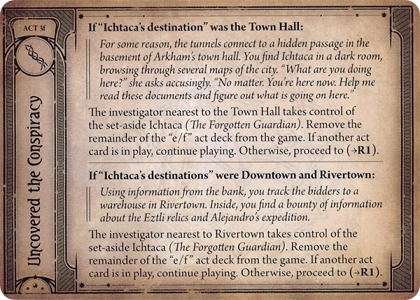 ACT 3f
Uncovered the Conspiracy
If “Ichtaca’s destination” was the Town Hall:
For some reason, the tunnels connect to a hidden passage in the
basement of Arkham’s town hall. You find Ichtaca in a dark room,
browsing through several maps of the city. “What are you doing
here?” she asks accusingly. “No matter. You’re here now. Help me
read these documents and figure out what is going on here.”
The investigator nearest to the Town Hall takes control of
the set-aside Ichtaca (The Forgotten Guardian). Remove the
remainder of the “e/f” act deck from the game. If another act
card is in play, continue playing. Otherwise, proceed to (→R1).
If “Ichtaca’s destinations” were Downtown and Rivertown:
Using information from the bank, you track the bidders to a
warehouse in Rivertown. Inside, you find a bounty of information
about the Eztli relics and Alejandro’s expedition.
The investigator nearest to Rivertown takes control of the
set-aside Ichtaca (The Forgotten Guardian). Remove the
remainder of the “e/f” act deck from the game. If another act
card is in play, continue playing. Otherwise, proceed to (→R1).